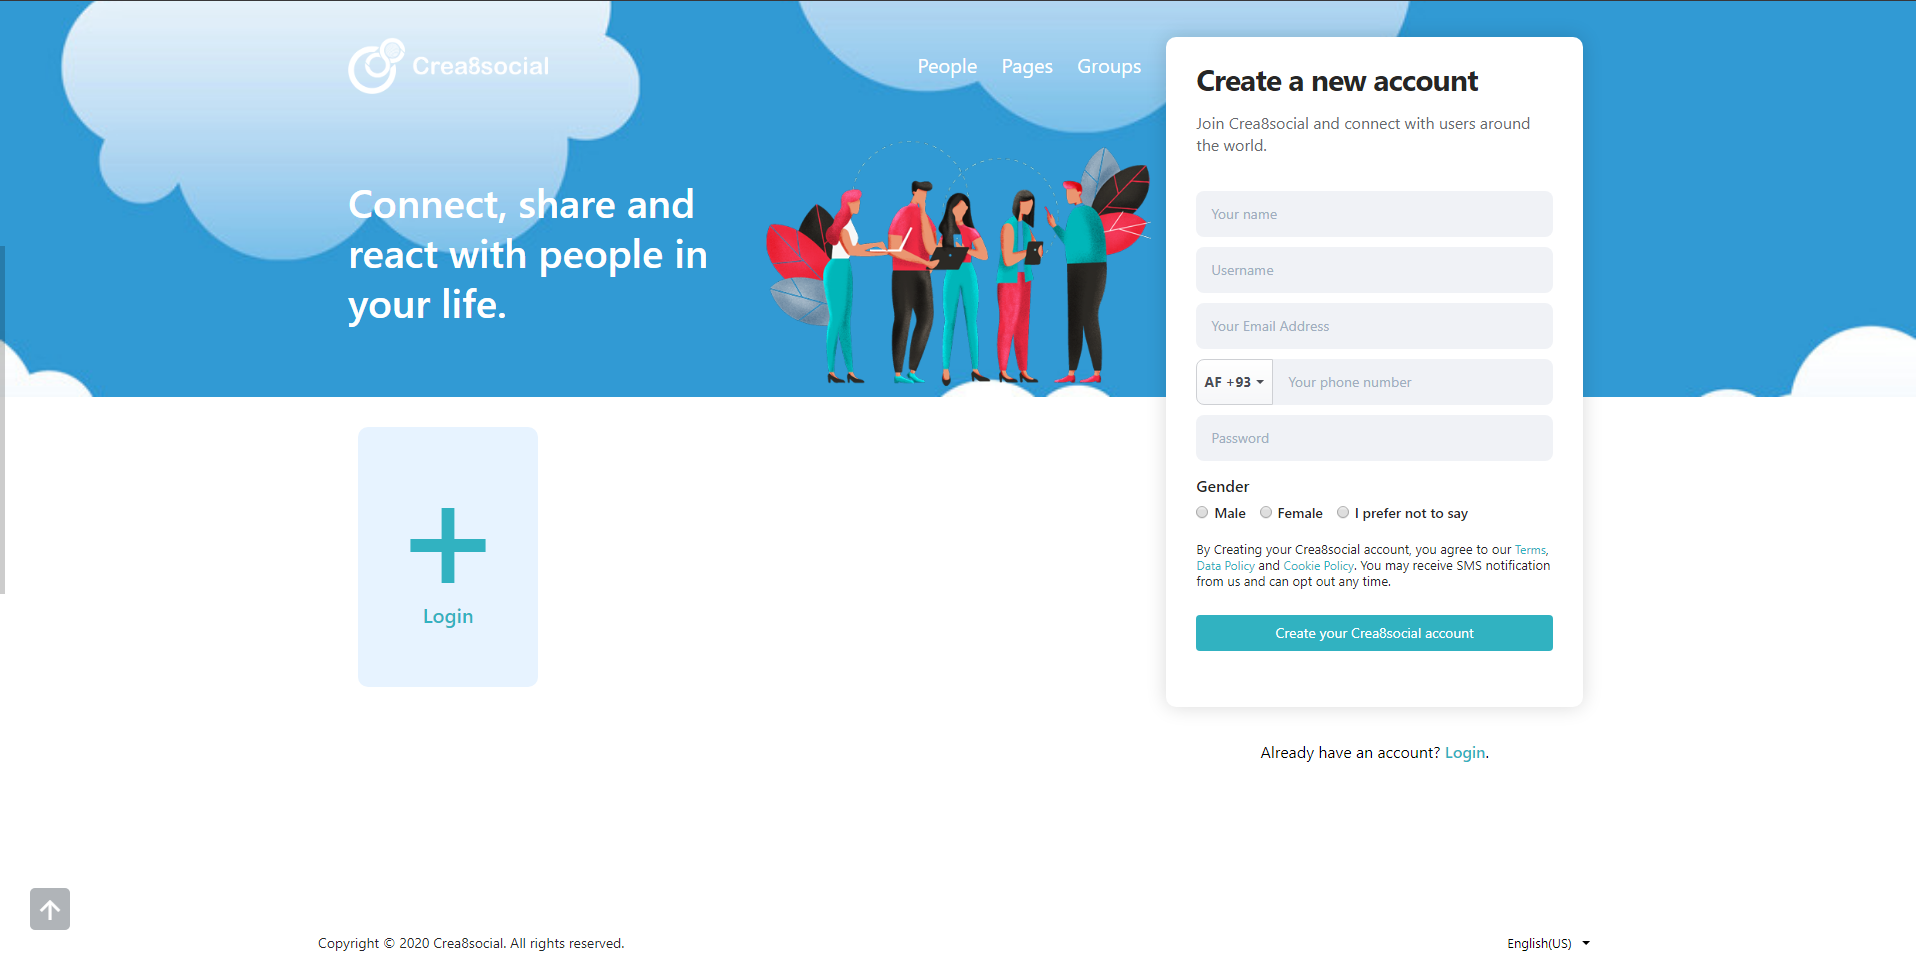 Crea8social
People Pages Groups
Connect, share and
react with people in
your life.
Create a new account
Join Crea8social and connect with users around
the world.
Your name
Username
Your Email Address
AF +93 Your phone number
Password
Gender
Male Female I prefer not to say
By Creating your Crea8social account, you agree to our Terms,
Data Policy and Cookie Policy. You may receive SMS notification
from us and can opt out any time.
Create your Crea8social account
Already have an account? Login.
Login
Copyright © 2020 Crea8social. All rights reserved.
English(US)